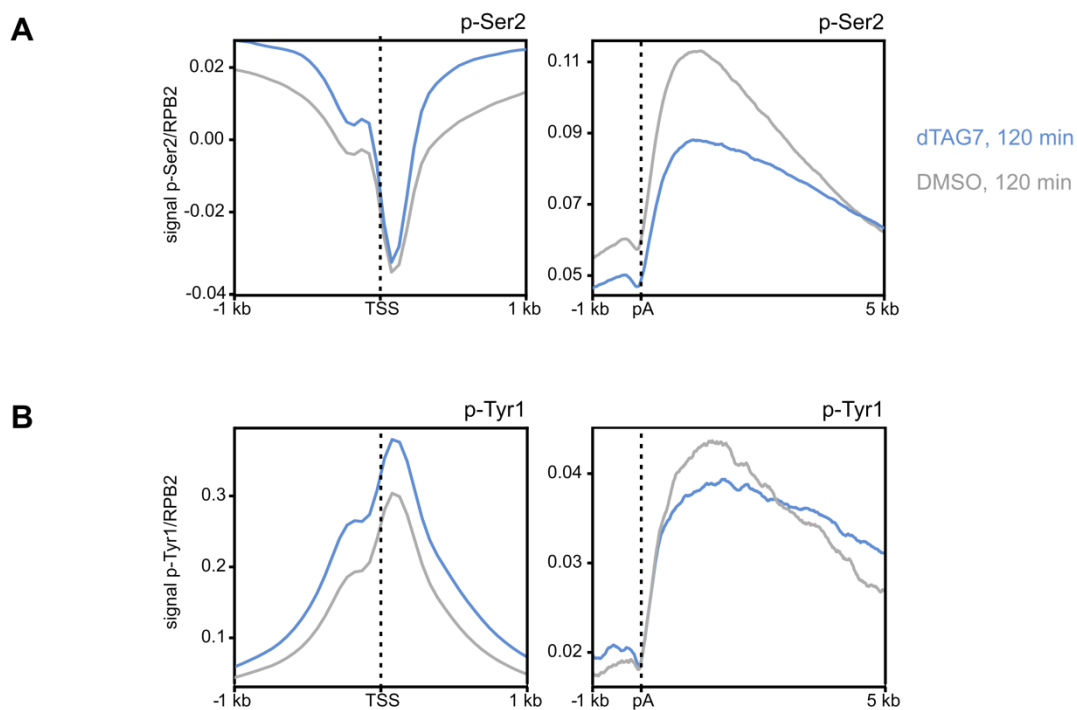 A
p-Ser2
p-Ser2
signal p-Ser2/RPB2
0.02
0.00
-0.02
-0.04
-1 kb
TSS
1 kb
0.11
0.09
0.07
0.05
-1 kb
pA
5 kb
dTAG7, 120 min
DMSO, 120 min
B
p-Tyr1
p-Tyr1
signal p-Tyr1/RPB2
0.3
0.2
0.1
-1 kb
TSS
1 kb
0.04
0.03
0.02
-1 kb
pA
5 kb